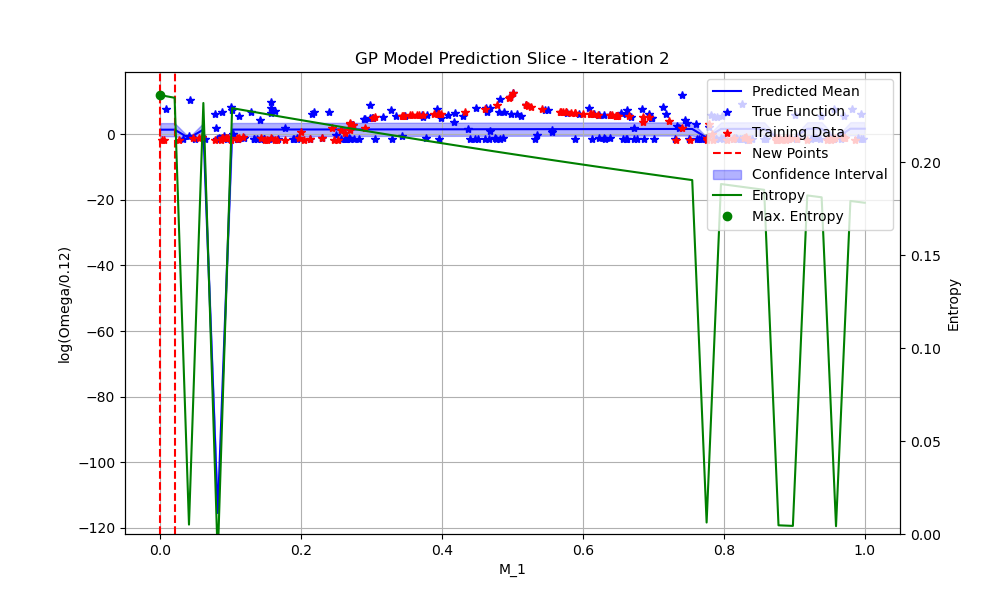 GP Model Prediction Slice - Iteration 2
log(Omega/0.12)
0
−20
−40
−60
−80
−100
−120
Predicted Mean
True Function
Training Data
New Points
Confidence Interval
Entropy
Max. Entropy
0.20
0.15
0.10
0.05
0.00
Entropy
0.0 0.2 0.4 0.6 0.8 1.0
M_1